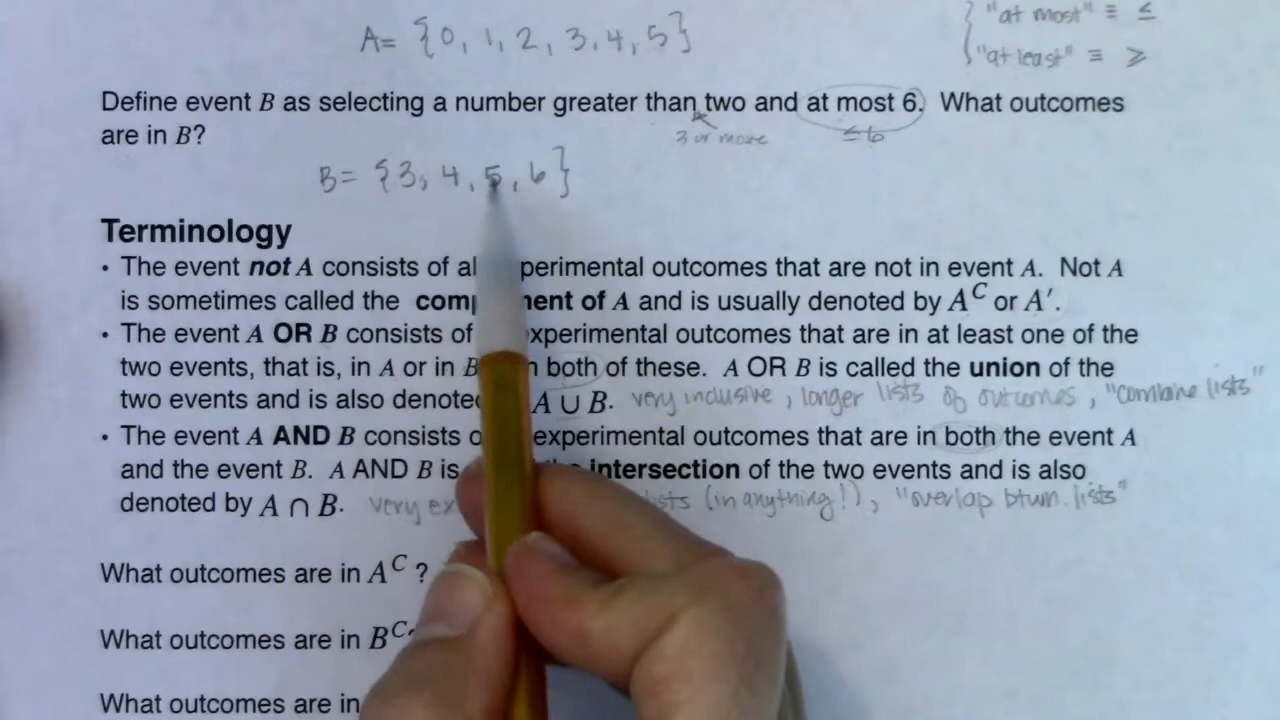 A= {0, 1, 2, 3, 4, 5}
"at most" ≡ ≤
"at least" ≡ ≥
Define event B as selecting a number greater than two and at most 6. What outcomes
are in B?
3 or more
≤ 6
B= {3, 4, 5, 6}
Terminology
• The event not A consists of al perimental outcomes that are not in event A. Not A
is sometimes called the com ent of A and is usually denoted by A^C or A′.
• The event A OR B consists of experimental outcomes that are in at least one of the
two events, that is, in A or in B both of these. A OR B is called the union of the
two events and is also denote A ∪ B. very inclusive, longer lists of outcomes, "combine lists"
• The event A AND B consists o experimental outcomes that are in both the event A
and the event B. A AND B is intersection of the two events and is also
denoted by A ∩ B. very ex ists (in anything!), "overlap btwn. lists"
What outcomes are in A^C ?
What outcomes are in B^C
What outcomes are in